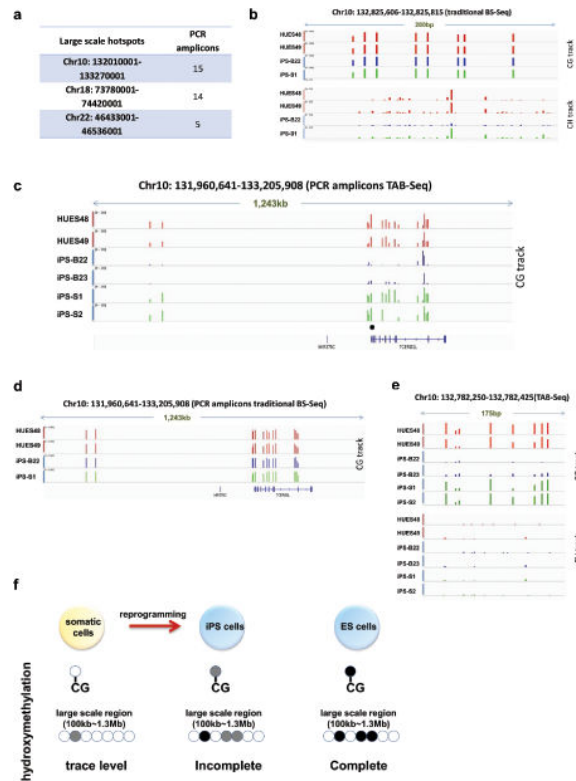 a
Large scale hotspots
PCR
amplicons
Chr10: 132010001-
133270001
15
Chr18: 73780001-
74420001
14
Chr22: 46433001-
46536001
5
b
Chr10: 132,825,606-132,825,815 (traditional BS-Seq)
HUES48
HUES49
iPS-B22
iPS-S1
CG track
HUES48
HUES49
iPS-B22
iPS-S1
CH track
c
Chr10: 131,960,641-133,205,908 (PCR amplicons TAB-Seq)
1,243kb
HUES48
HUES49
iPS-B22
iPS-B23
iPS-S1
iPS-S2
CG track
TCERG1L
d
Chr10: 131,960,641-133,205,908 (PCR amplicons traditional BS-Seq)
1,243kb
HUES48
HUES49
iPS-B22
iPS-S1
CG track
TCERG1L
e
Chr10: 132,782,250-132,782,425(TAB-Seq)
175bp
HUES48
HUES49
iPS-B22
iPS-B23
iPS-S1
iPS-S2
HUES48
HUES49
iPS-B22
iPS-B23
iPS-S1
iPS-S2
f
somatic
cells
reprogramming
iPS cells
ES cells
hydroxymethylation
CG
CG
CG
large scale region
(100kb~1.3Mb)
large scale region
(100kb~1.3Mb)
large scale region
(100kb~1.3Mb)
trace level
Incomplete
Complete